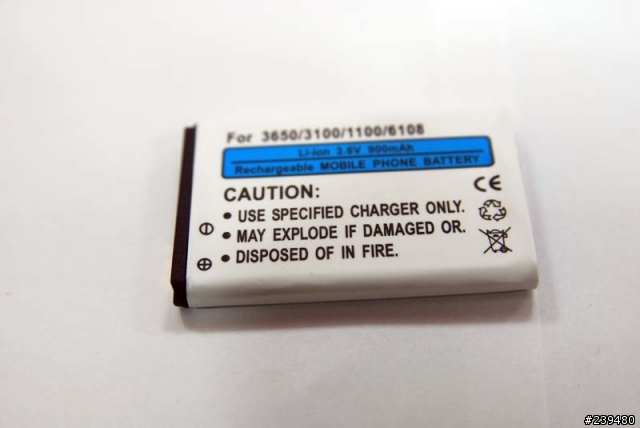 For 3650/3100/1100/6108
Li-ion 3.6V 900mAh
Rechargeable MOBILE PHONE BATTERY
CAUTION:
• USE SPECIFIED CHARGER ONLY.
• MAY EXPLODE IF DAMAGED OR.
• DISPOSED OF IN FIRE.
CE
#239480